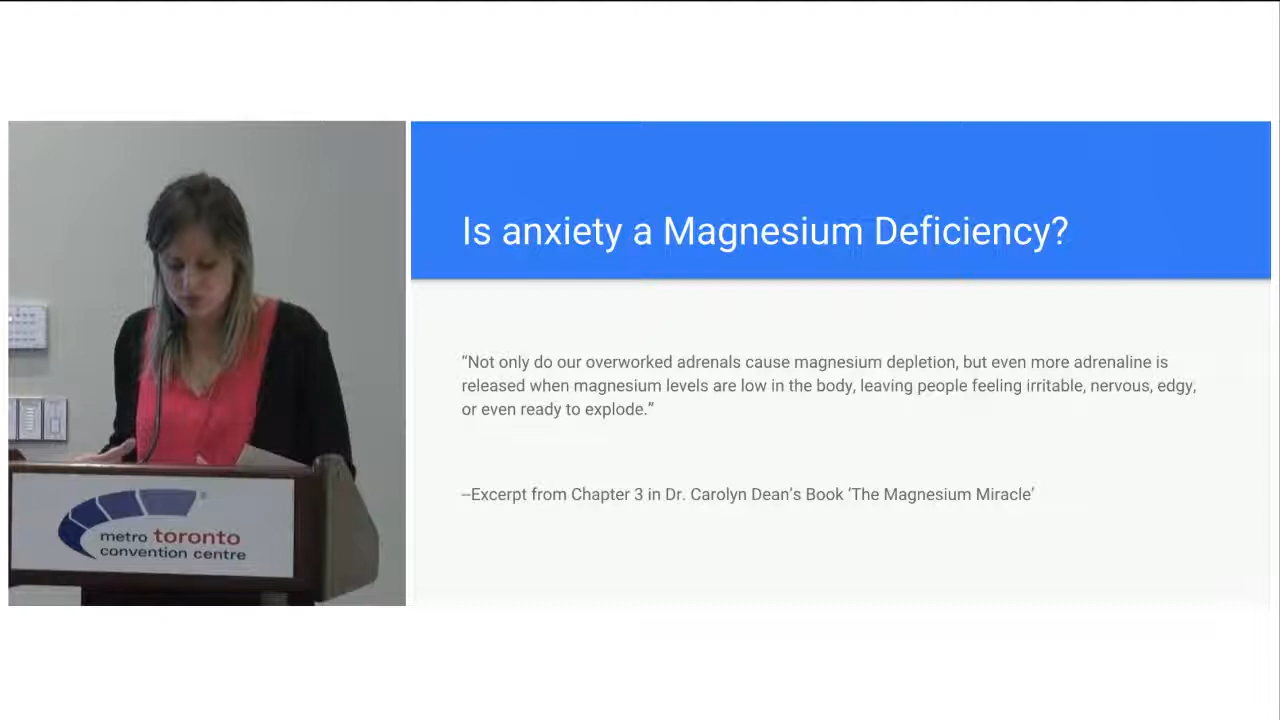 Is anxiety a Magnesium Deficiency?
“Not only do our overworked adrenals cause magnesium depletion, but even more adrenaline is
released when magnesium levels are low in the body, leaving people feeling irritable, nervous, edgy,
or even ready to explode.”
–Excerpt from Chapter 3 in Dr. Carolyn Dean’s Book ‘The Magnesium Miracle’
metro toronto
convention centre